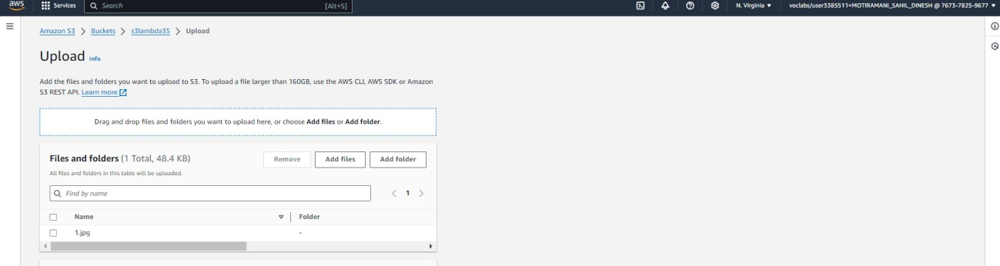 aws Services Search [Alt+S] N. Virginia voclabs/user3385511=MOTIRAMANI_SAHIL_DINESH @ 7673-7825-9677
Amazon S3 > Buckets > s3lambda35 > Upload
Upload Info
Add the files and folders you want to upload to S3. To upload a file larger than 160GB, use the AWS CLI, AWS SDK or Amazon
S3 REST API. Learn more
Drag and drop files and folders you want to upload here, or choose Add files or Add folder.
Files and folders (1 Total, 48.4 KB) Remove Add files Add folder
All files and folders in this table will be uploaded.
Find by name < 1 >
Name Folder
1.jpg -